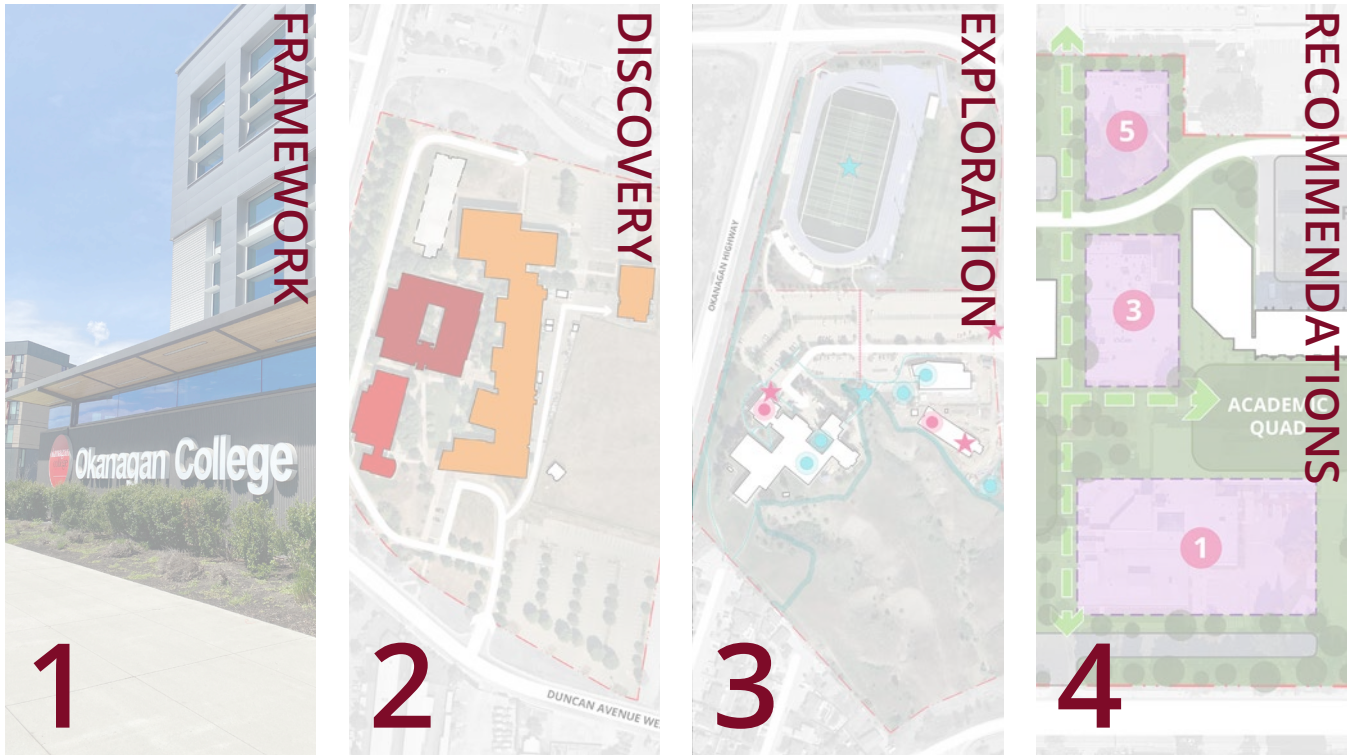 FRAMEWORK
Okanagan College
1
DISCOVERY
DUNCAN AVENUE WE
2
EXPLORATION
OKANAGAN HIGHWAY
3
RECOMMENDATIONS
5
3
ACADEMIC
QUAD
1
4